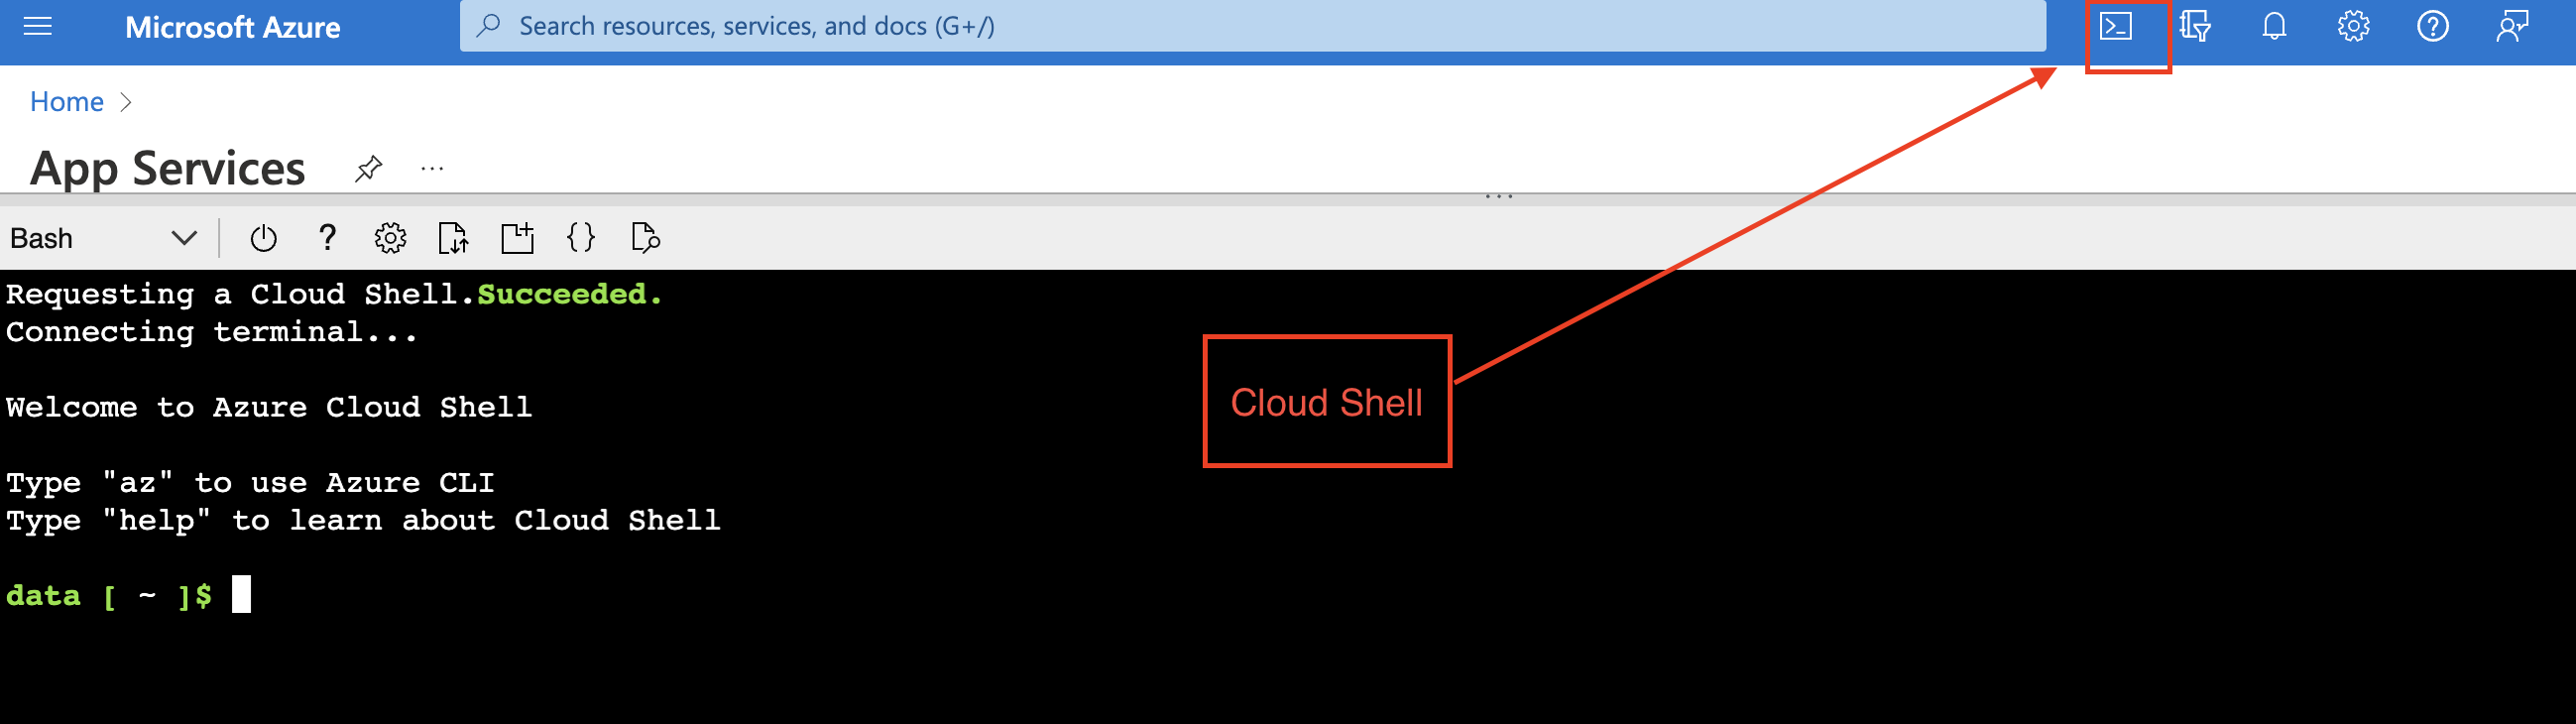 Microsoft Azure
Search resources, services, and docs (G+/)
Home
App Services
Bash
Requesting a Cloud Shell.Succeeded.
Connecting terminal...
Welcome to Azure Cloud Shell
Cloud Shell
Type "az" to use Azure CLI
Type "help" to learn about Cloud Shell
data [ ~ ]$